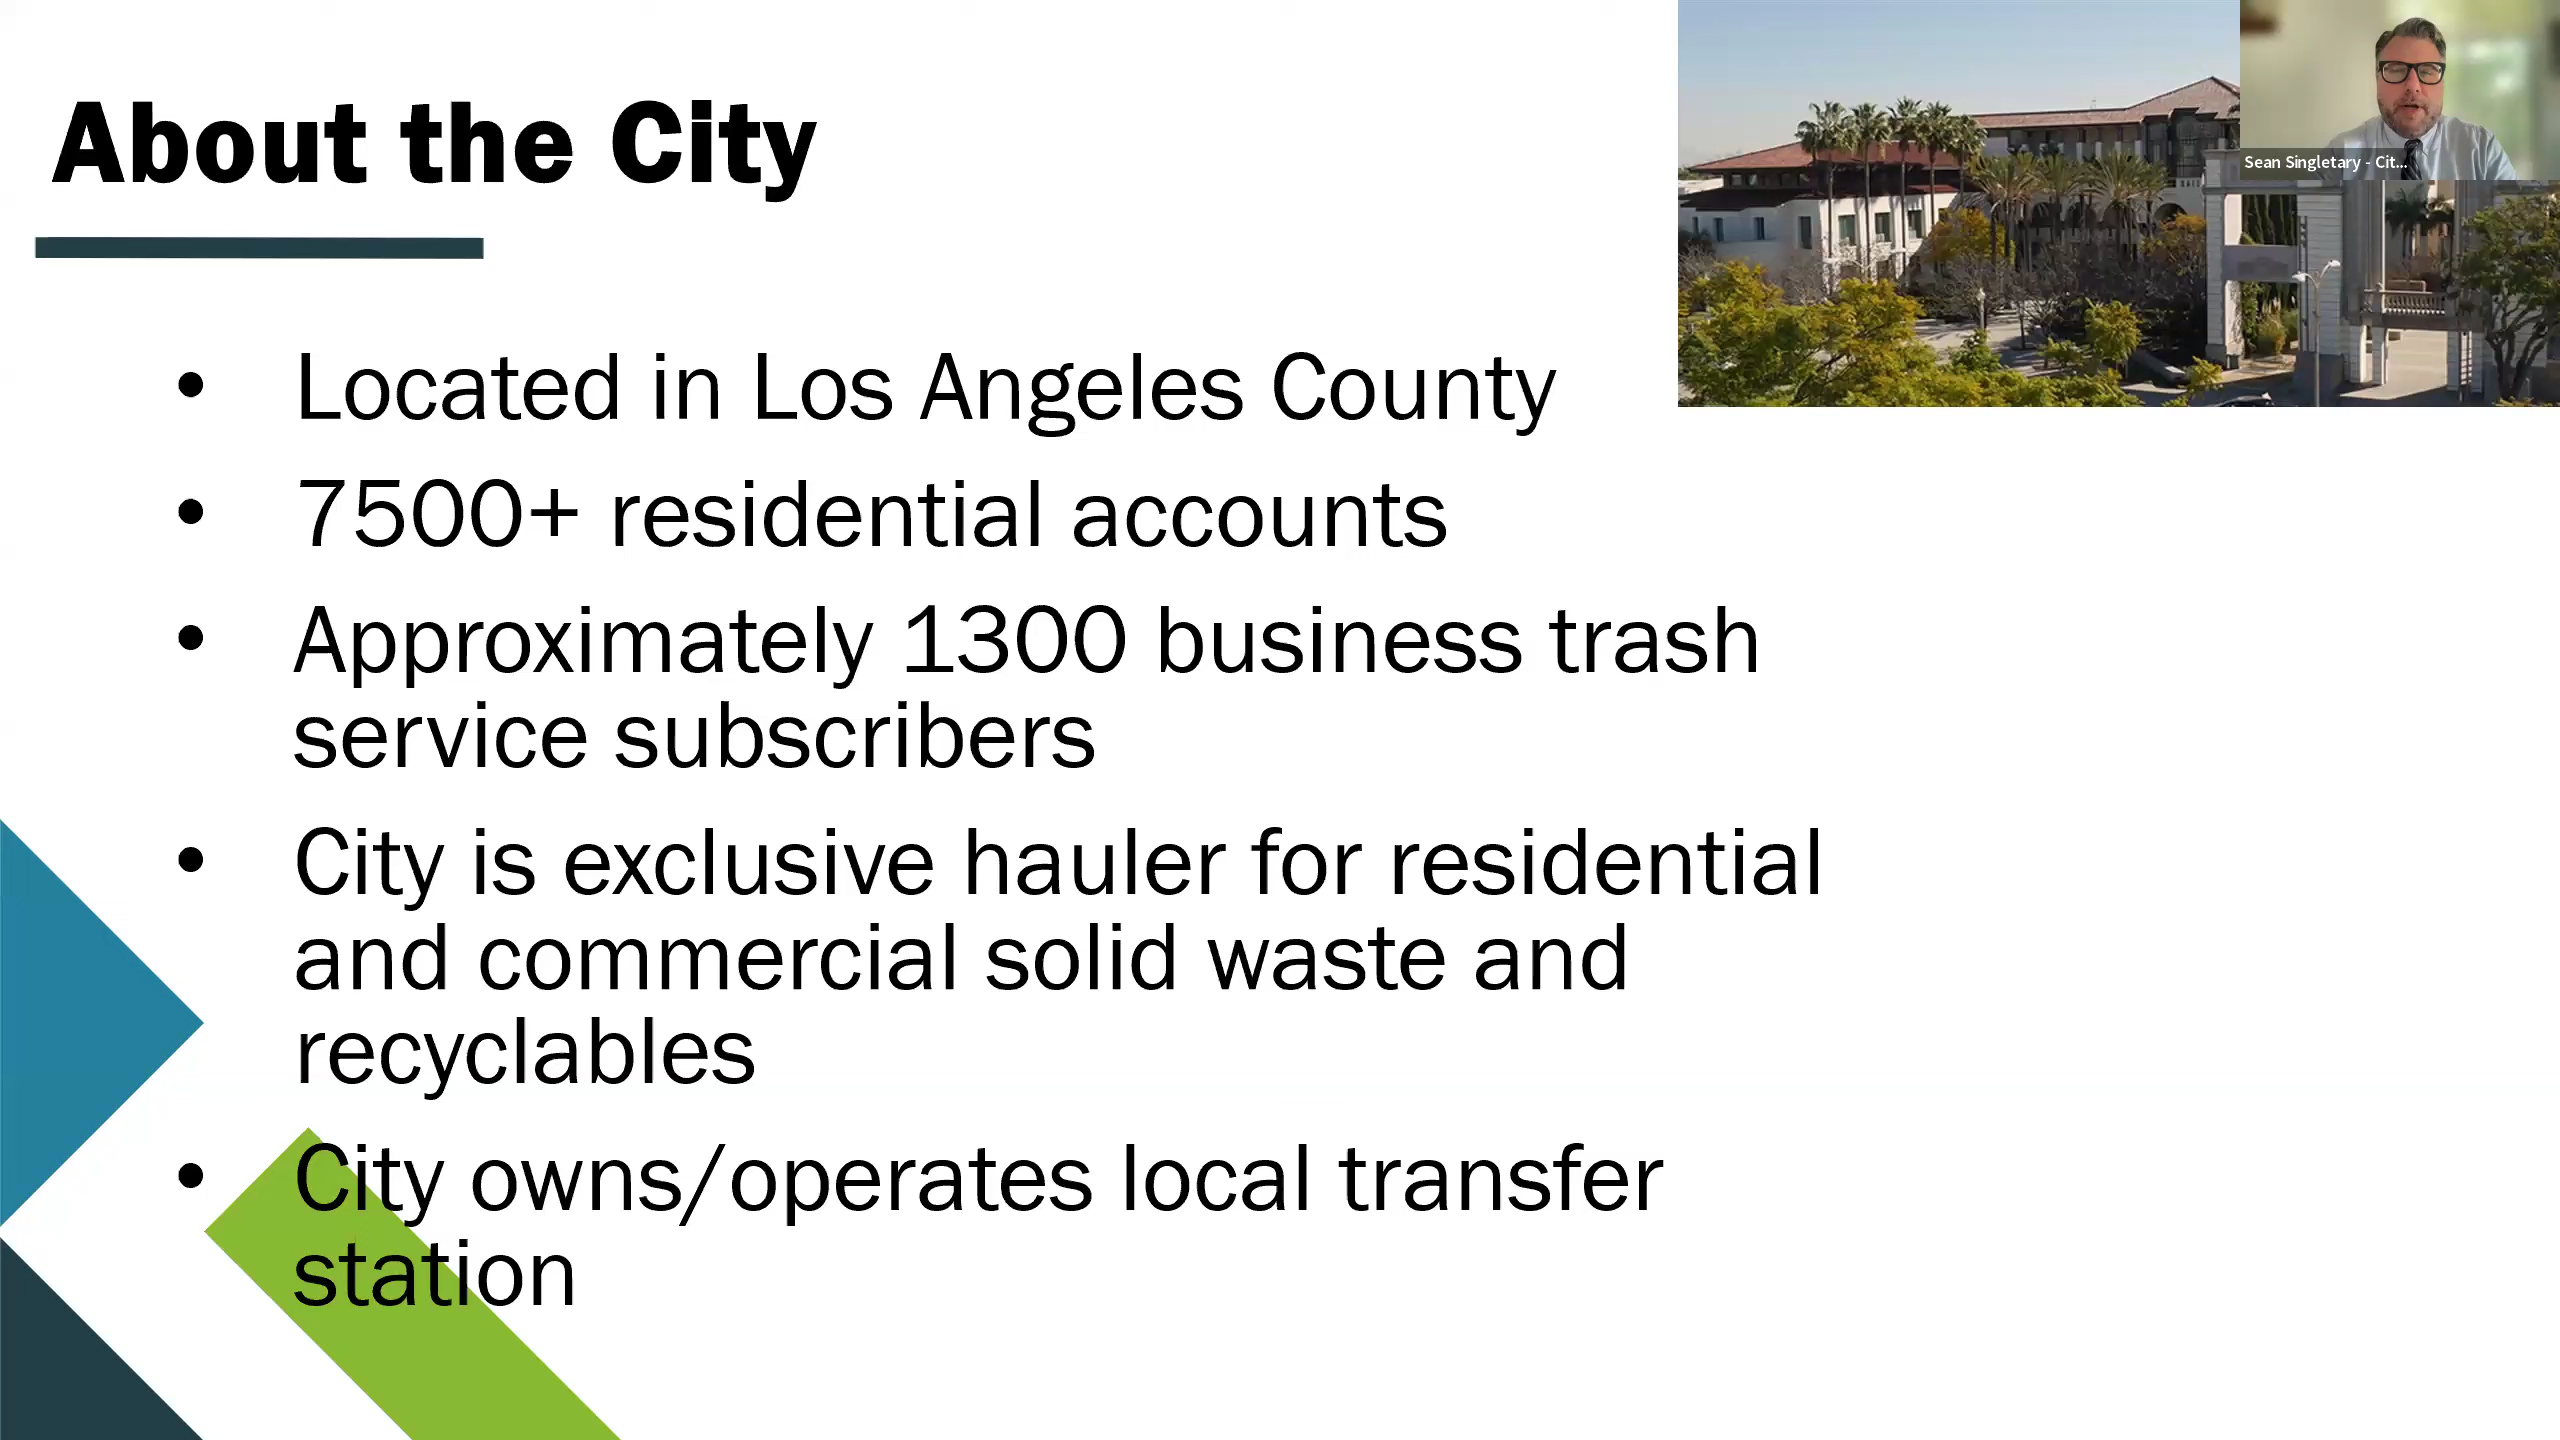 About the City
Sean Singletary - Cit...
• Located in Los Angeles County
• 7500+ residential accounts
• Approximately 1300 business trash
service subscribers
• City is exclusive hauler for residential
and commercial solid waste and
recyclables
• City owns/operates local transfer
station